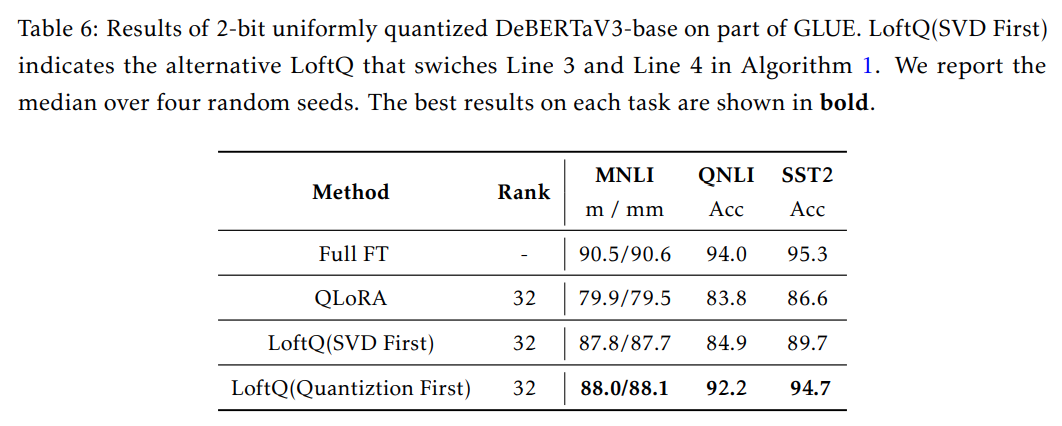 Table 6: Results of 2-bit uniformly quantized DeBERTaV3-base on part of GLUE. LoftQ(SVD First)
indicates the alternative LoftQ that swiches Line 3 and Line 4 in Algorithm 1. We report the
median over four random seeds. The best results on each task are shown in bold.
Method Rank MNLI QNLI SST2
m / mm Acc Acc
Full FT - 90.5/90.6 94.0 95.3
QLoRA 32 79.9/79.5 83.8 86.6
LoftQ(SVD First) 32 87.8/87.7 84.9 89.7
LoftQ(Quantiztion First) 32 88.0/88.1 92.2 94.7